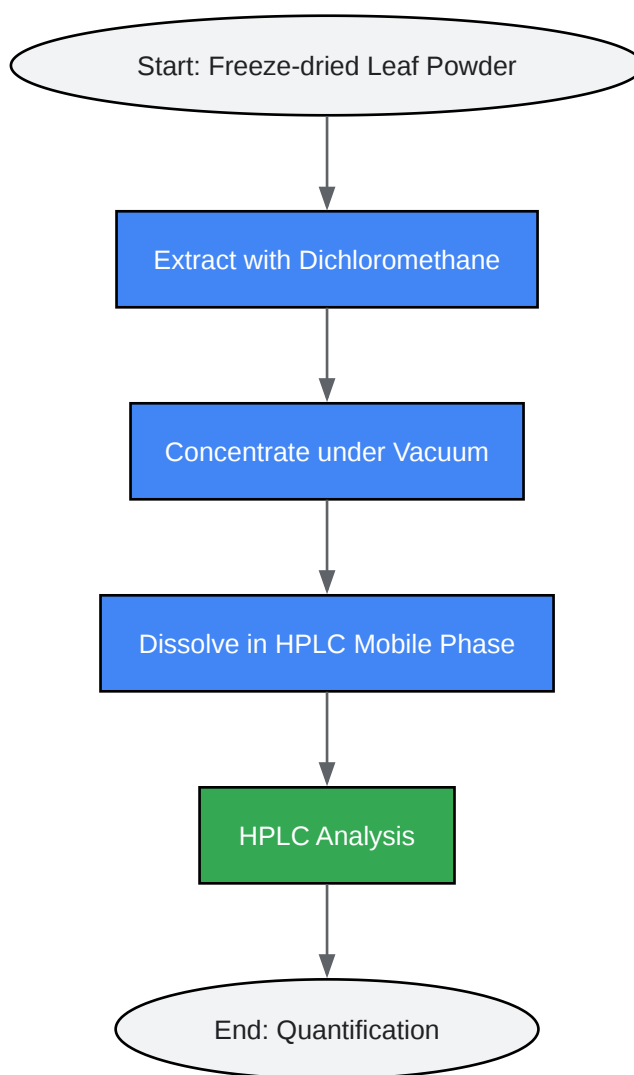 Start: Freeze-dried Leaf Powder
Extract with Dichloromethane
Concentrate under Vacuum
Dissolve in HPLC Mobile Phase
HPLC Analysis
End: Quantification